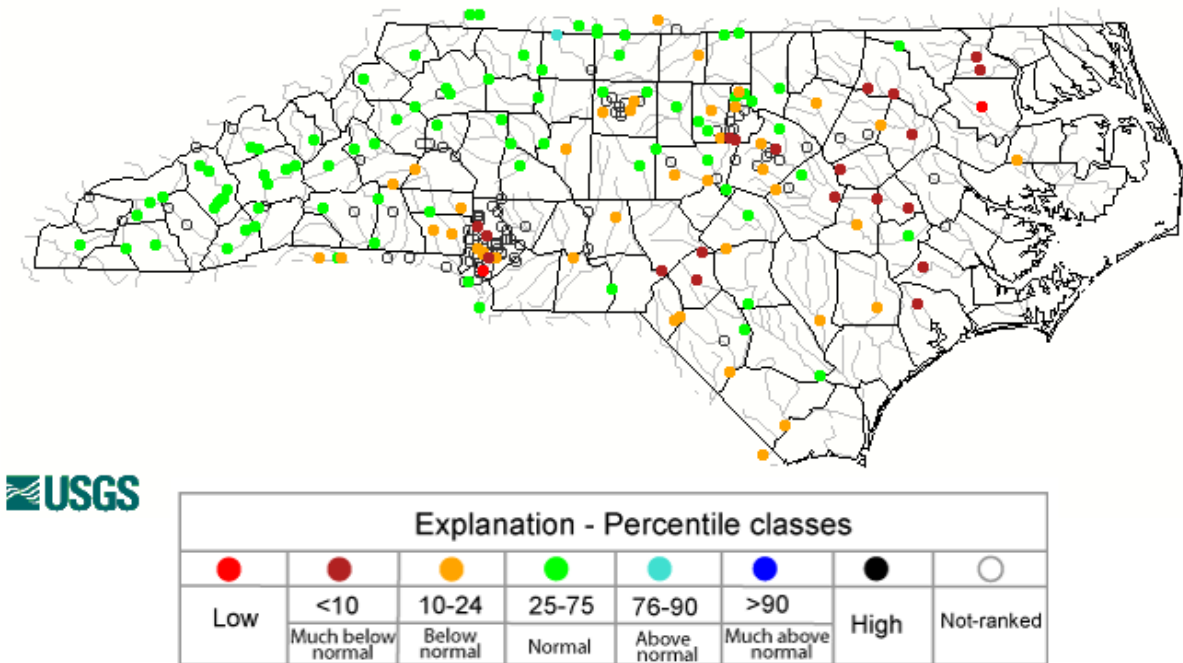 USGS
Explanation - Percentile classes
Low
<10
10-24
25-75
76-90
>90
High
Not-ranked
Much below
normal
Below
normal
Normal
Above
normal
Much above
normal